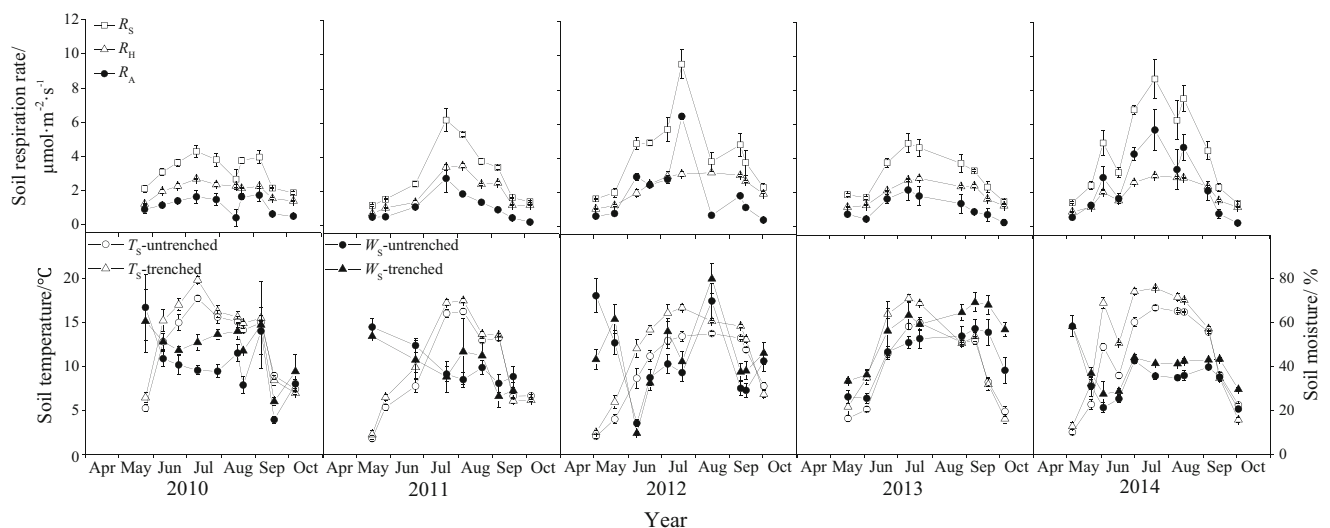 12
10
8
6
4
2
0
Soil respiration rate/
μmol·m⁻²·s⁻¹
R_S
R_H
R_A
T_S-untrenched
T_S-trenched
W_S-untrenched
W_S-trenched
20
15
10
5
0
Soil temperature/°C
80
60
40
20
0
Soil moisture/ %
Apr May Jun Jul Aug Sep Oct
Apr May Jun Jul Aug Sep Oct
Apr May Jun Jul Aug Sep Oct
Apr May Jun Jul Aug Sep Oct
Apr May Jun Jul Aug Sep Oct
2010 2011 2012 2013 2014
Year